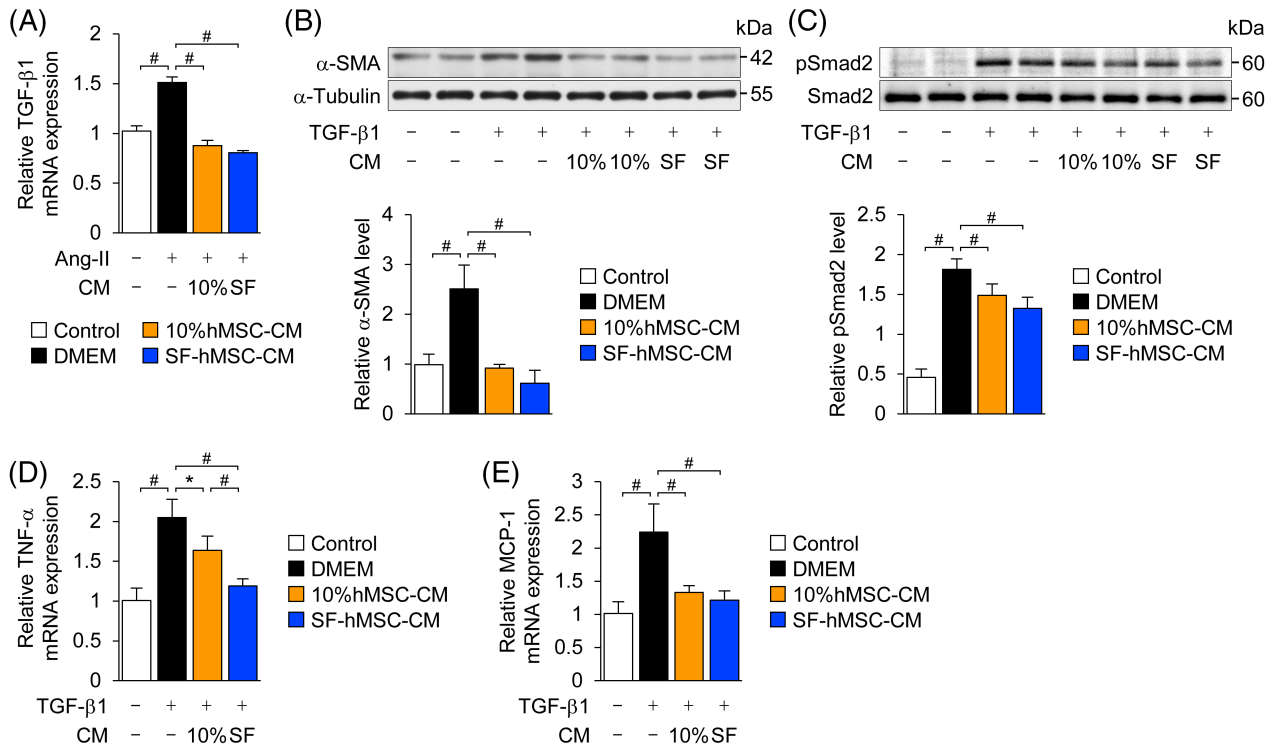 (A)
Relative TGF-β1
mRNA expression
2
1.5
1
0.5
0
# # #
Ang-II − + + +
CM − − 10% SF
Control
DMEM
10%hMSC-CM
SF-hMSC-CM
(B)
kDa
α-SMA 42
α-Tubulin 55
TGF-β1 − − + + + + + +
CM − − − − 10% 10% SF SF
Relative α-SMA level
4
3
2
1
0
# # #
Control
DMEM
10%hMSC-CM
SF-hMSC-CM
(C)
kDa
pSmad2 60
Smad2 60
TGF-β1 − − + + + + + +
CM − − − − 10% 10% SF SF
Relative pSmad2 level
2.5
2
1.5
1
0.5
0
# # #
Control
DMEM
10%hMSC-CM
SF-hMSC-CM
(D)
Relative TNF-α
mRNA expression
2.5
2
1.5
1
0.5
0
#
# * #
TGF-β1 − + + +
CM − − 10% SF
Control
DMEM
10%hMSC-CM
SF-hMSC-CM
(E)
Relative MCP-1
mRNA expression
3
2.5
2
1.5
1
0.5
0
#
# #
TGF-β1 − + + +
CM − − 10% SF
Control
DMEM
10%hMSC-CM
SF-hMSC-CM